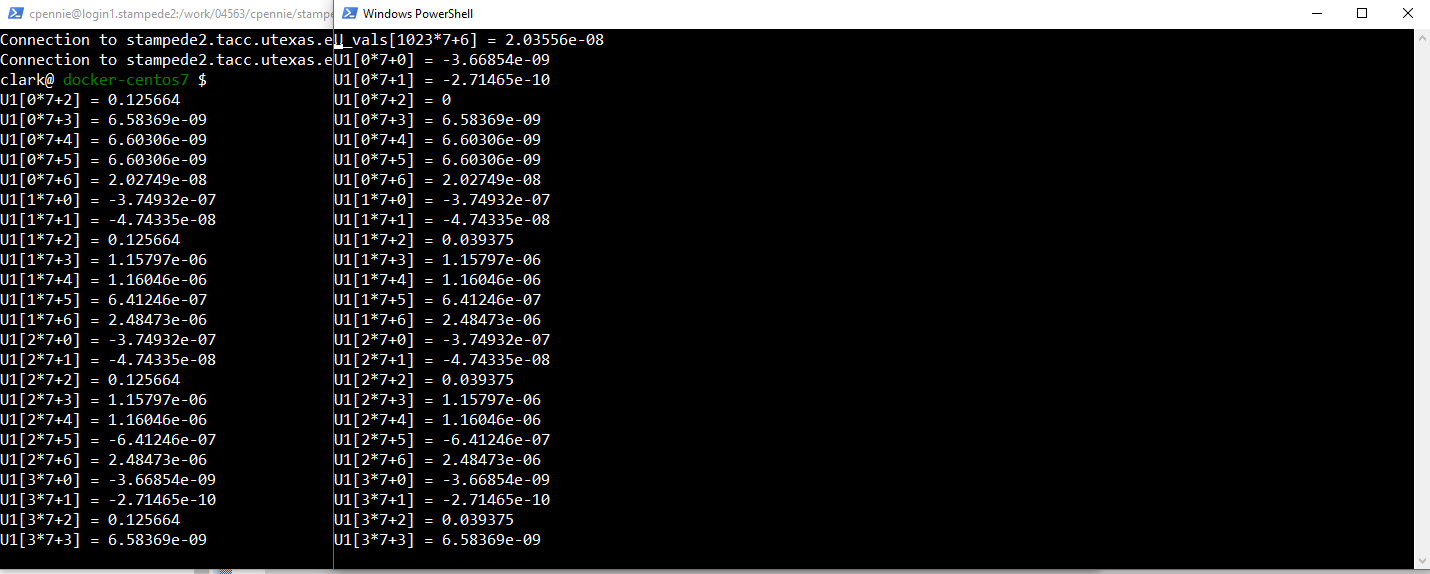 cpennie@login1.stampede2:/work/04563/cpennie/stampe
Connection to stampede2.tacc.utexas.e
Connection to stampede2.tacc.utexas.e
clark@ docker-centos7 $
U1[0*7+2] = 0.125664
U1[0*7+3] = 6.58369e-09
U1[0*7+4] = 6.60306e-09
U1[0*7+5] = 6.60306e-09
U1[0*7+6] = 2.02749e-08
U1[1*7+0] = -3.74932e-07
U1[1*7+1] = -4.74335e-08
U1[1*7+2] = 0.125664
U1[1*7+3] = 1.15797e-06
U1[1*7+4] = 1.16046e-06
U1[1*7+5] = 6.41246e-07
U1[1*7+6] = 2.48473e-06
U1[2*7+0] = -3.74932e-07
U1[2*7+1] = -4.74335e-08
U1[2*7+2] = 0.125664
U1[2*7+3] = 1.15797e-06
U1[2*7+4] = 1.16046e-06
U1[2*7+5] = -6.41246e-07
U1[2*7+6] = 2.48473e-06
U1[3*7+0] = -3.66854e-09
U1[3*7+1] = -2.71465e-10
U1[3*7+2] = 0.125664
U1[3*7+3] = 6.58369e-09
Windows PowerShell
U_vals[1023*7+6] = 2.03556e-08
U1[0*7+0] = -3.66854e-09
U1[0*7+1] = -2.71465e-10
U1[0*7+2] = 0
U1[0*7+3] = 6.58369e-09
U1[0*7+4] = 6.60306e-09
U1[0*7+5] = 6.60306e-09
U1[0*7+6] = 2.02749e-08
U1[1*7+0] = -3.74932e-07
U1[1*7+1] = -4.74335e-08
U1[1*7+2] = 0.039375
U1[1*7+3] = 1.15797e-06
U1[1*7+4] = 1.16046e-06
U1[1*7+5] = 6.41246e-07
U1[1*7+6] = 2.48473e-06
U1[2*7+0] = -3.74932e-07
U1[2*7+1] = -4.74335e-08
U1[2*7+2] = 0.039375
U1[2*7+3] = 1.15797e-06
U1[2*7+4] = 1.16046e-06
U1[2*7+5] = -6.41246e-07
U1[2*7+6] = 2.48473e-06
U1[3*7+0] = -3.66854e-09
U1[3*7+1] = -2.71465e-10
U1[3*7+2] = 0.039375
U1[3*7+3] = 6.58369e-09